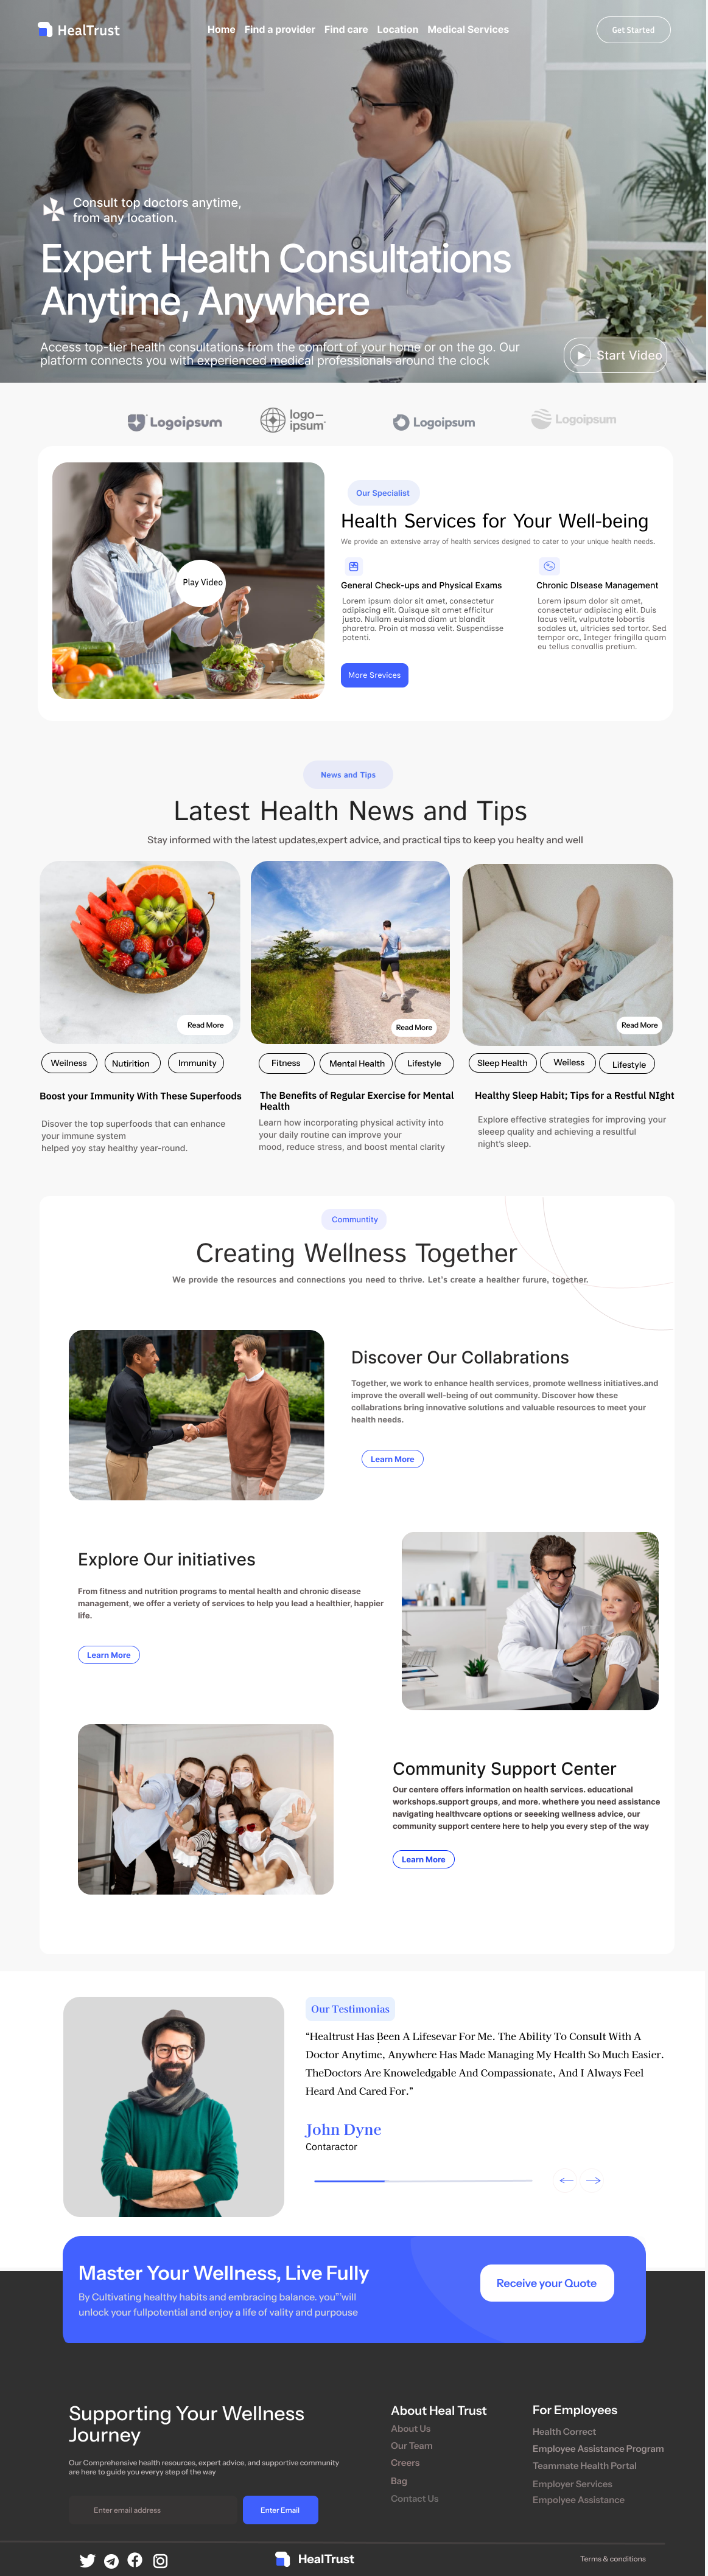 HealTrust
Home Find a provider Find care Location Medical Services
Get Started
Consult top doctors anytime,
from any location.
Expert Health Consultations
Anytime, Anywhere
Access top-tier health consultations from the comfort of your home or on the go. Our
platform connects you with experienced medical professionals around the clock
Start Video
Logoipsum
logo—
ipsum
Logoipsum
Logoipsum
Play Video
Our Specialist
Health Services for Your Well-being
We provide an extensive array of health services designed to cater to your unique health needs.
General Check-ups and Physical Exams
Lorem ipsum dolor sit amet, consectetur
adipiscing elit. Quisque sit amet efficitur
justo. Nullam euismod diam ut blandit
pharetra. Proin at massa velit. Suspendisse
potenti.
Chronic DIsease Management
Lorem ipsum dolor sit amet,
consectetur adipiscing elit. Duis
lacus velit, vulputate lobortis
sodales ut, ultricies sed tortor. Sed
tempor orc, Integer fringilla quam
eu tellus convallis pretium.
More Srevices
News and Tips
Latest Health News and Tips
Stay informed with the latest updates,expert advice, and practical tips to keep you healty and well
Read More
Read More
Read More
Weilness Nutirition Immunity
Fitness Mental Health Lifestyle
Sleep Health Weiless Lifestyle
Boost your Immunity With These Superfoods
Disover the top superfoods that can enhance
your immune system
helped yoy stay healthy year-round.
The Benefits of Regular Exercise for Mental
Health
Learn how incorporating physical activity into
your daily routine can improve your
mood, reduce stress, and boost mental clarity
Healthy Sleep Habit; Tips for a Restful NIght
Explore effective strategies for improving your
sleeep quality and achieving a resultful
night's sleep.
Communtity
Creating Wellness Together
We provide the resources and connections you need to thrive. Let's create a healther furure, together.
Discover Our Collabrations
Together, we work to enhance health services, promote wellness initiatives.and
improve the overall well-being of out community. Discover how these
collabrations bring innovative solutions and valuable resources to meet your
health needs.
Learn More
Explore Our initiatives
From fitness and nutrition programs to mental health and chronic disease
management, we offer a veriety of services to help you lead a healthier, happier
life.
Learn More
Community Support Center
Our centere offers information on health services. educational
workshops.support groups, and more. whethere you need assistance
navigating healthvcare options or seeeking wellness advice, our
community support centere here to help you every step of the way
Learn More
Our Testimonias
“Healtrust Has Been A Lifesevar For Me. The Ability To Consult With A
Doctor Anytime, Anywhere Has Made Managing My Health So Much Easier.
TheDoctors Are Knoweledgable And Compassionate, And I Always Feel
Heard And Cared For.”
John Dyne
Contaractor
Master Your Wellness, Live Fully
By Cultivating healthy habits and embracing balance. you"'will
unlock your fullpotential and enjoy a life of vality and purpouse
Receive your Quote
Supporting Your Wellness
Journey
Our Comprehensive health resources, expert advice, and supportive community
are here to guide you everyy step of the way
Enter email address
Enter Email
About Heal Trust
About Us
Our Team
Creers
Bag
Contact Us
For Employees
Health Correct
Employee Assistance Program
Teammate Health Portal
Employer Services
Empolyee Assistance
HealTrust
Terms & conditions